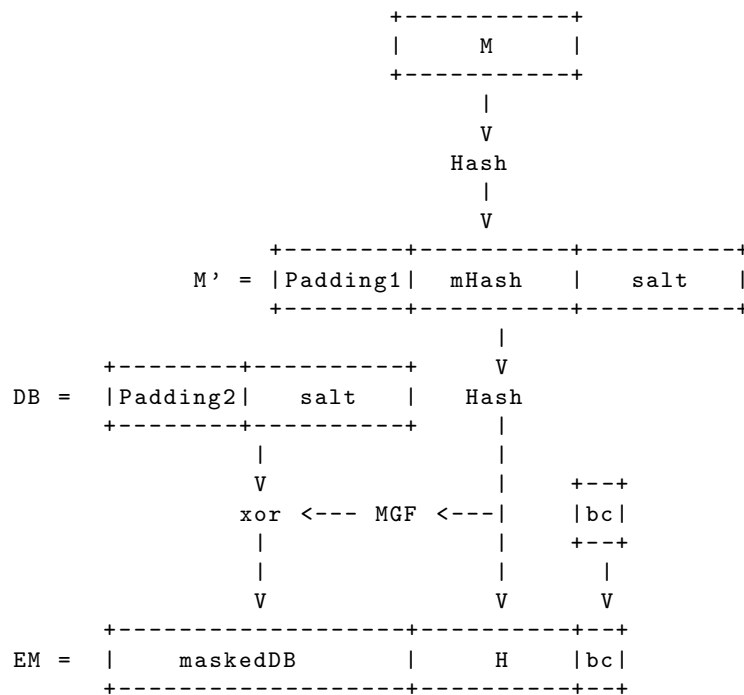 +-----------+
|     M     |
+-----------+
|
V
Hash
|
V
+--------+----------+----------+
M' = |Padding1|  mHash   |   salt   |
+--------+----------+----------+
|
+--------+----------+     V
DB =  |Padding2|   salt   |   Hash
+--------+----------+     |
|               |
V               |    +--+
xor <--- MGF <---|    |bc|
|               |    +--+
|               |      |
V               V      V
+-------------------+----------+--+
EM =  |    maskedDB       |     H    |bc|
+-------------------+----------+--+